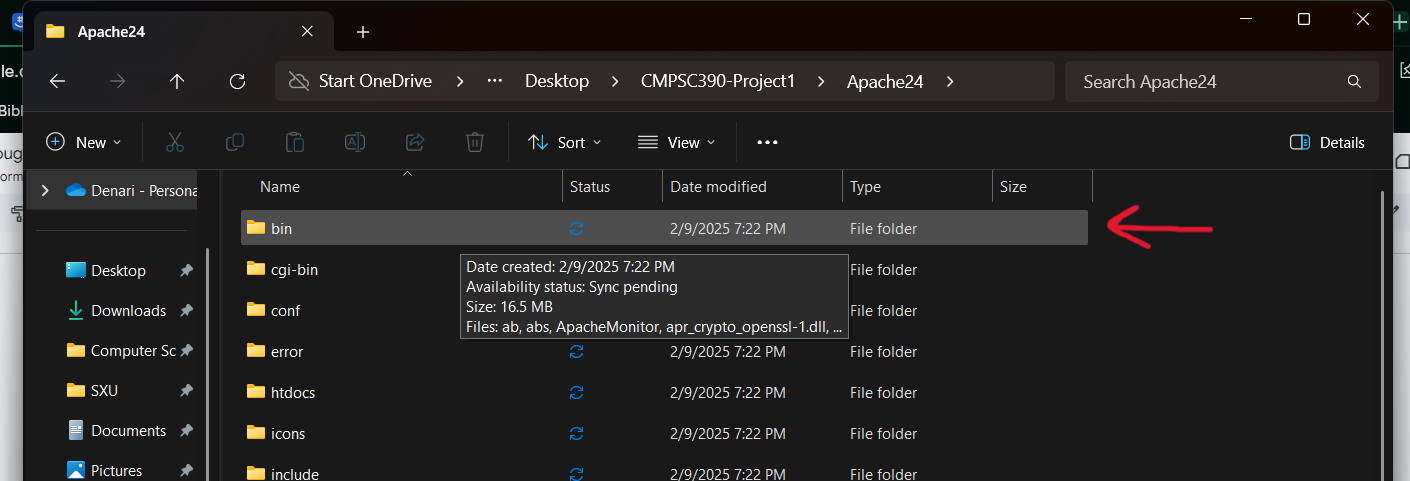 Apache24
le.c
Start OneDrive
Desktop
CMPSC390-Project1
Apache24
Search Apache24
Bibl
New
Sort
View
Details
oug
orm
Denari - Persona
Name
Status
Date modified
Type
Size
bin
2/9/2025 7:22 PM
File folder
Desktop
cgi-bin
Date created: 2/9/2025 7:22 PM
Availability status: Sync pending
Size: 16.5 MB
Files: ab, abs, ApacheMonitor, apr_crypto_openssl-1.dll, ...
File folder
Downloads
conf
File folder
Computer Sc
error
2/9/2025 7:22 PM
File folder
SXU
htdocs
2/9/2025 7:22 PM
File folder
Documents
icons
2/9/2025 7:22 PM
File folder
Pictures
include
2/9/2025 7:22 PM
File folder